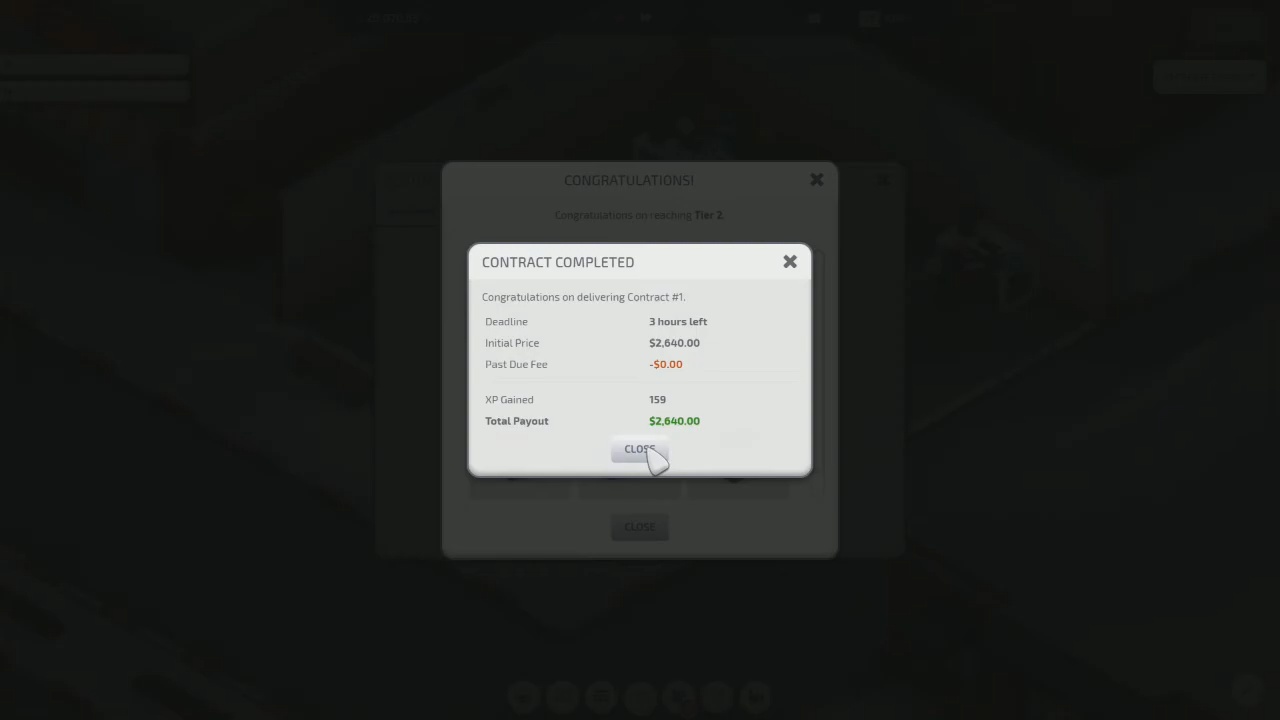 CONGRATULATIONS!
Congratulations on reaching Tier 2.
CONTRACT COMPLETED
Congratulations on delivering Contract #1.
Deadline 3 hours left
Initial Price $2,640.00
Past Due Fee -$0.00
XP Gained 159
Total Payout $2,640.00
CLOSE
CLOSE